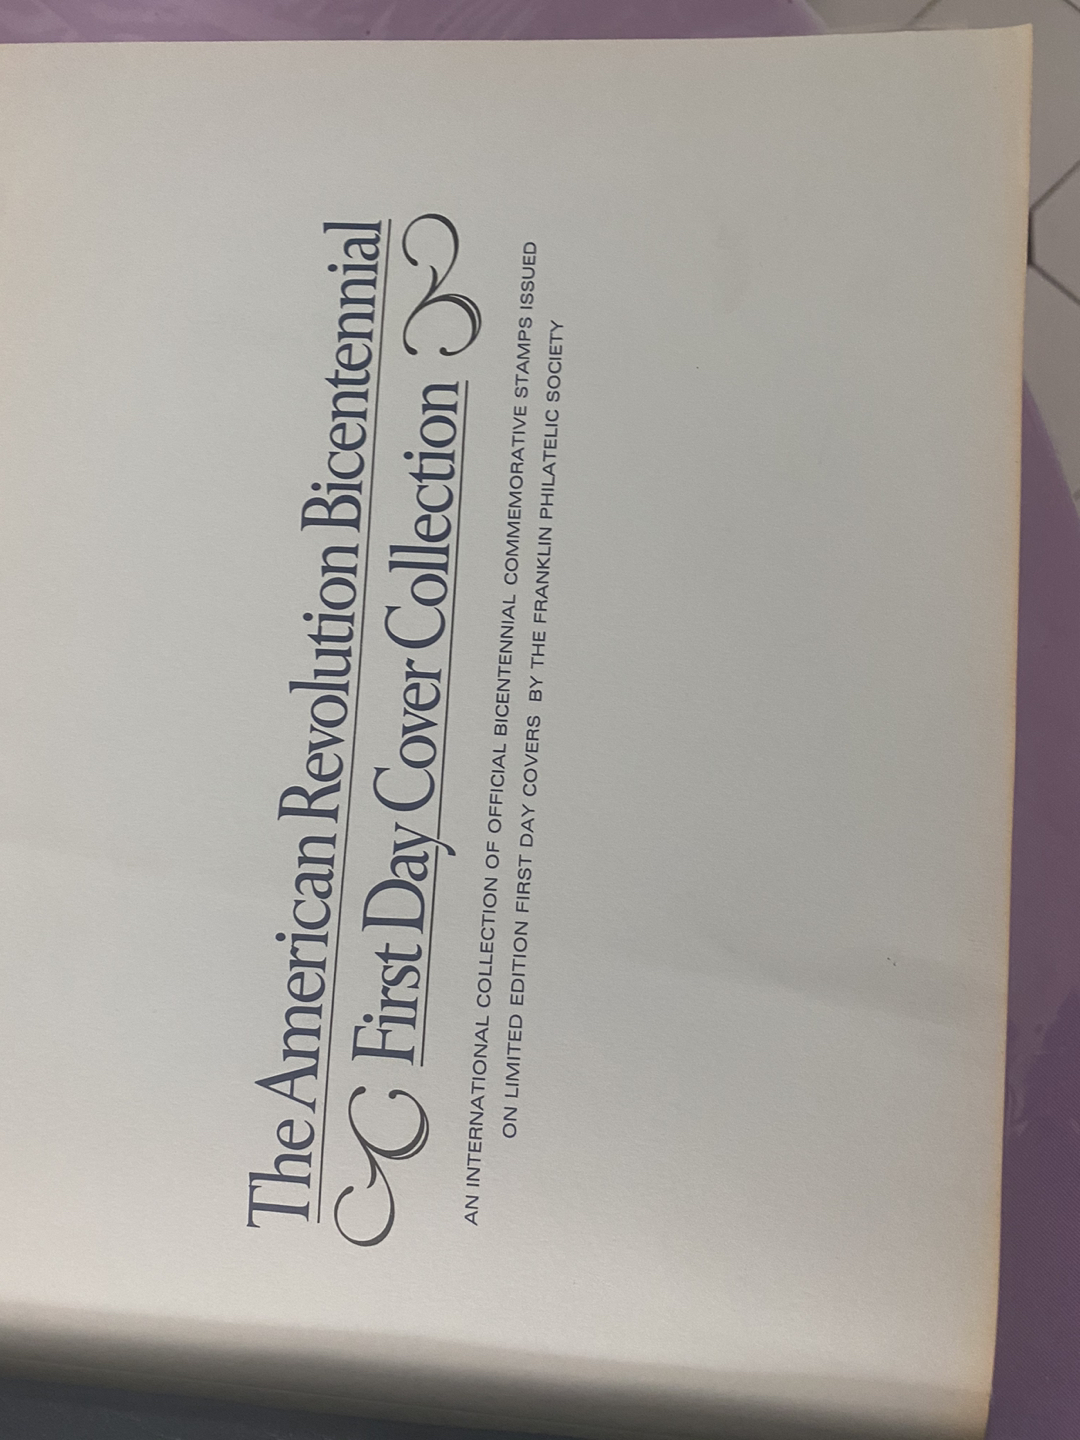 The American Revolution Bicentennial
First Day Cover Collection
AN INTERNATIONAL COLLECTION OF OFFICIAL BICENTENNIAL COMMEMORATIVE STAMPS ISSUED
ON LIMITED EDITION FIRST DAY COVERS BY THE FRANKLIN PHILATELIC SOCIETY